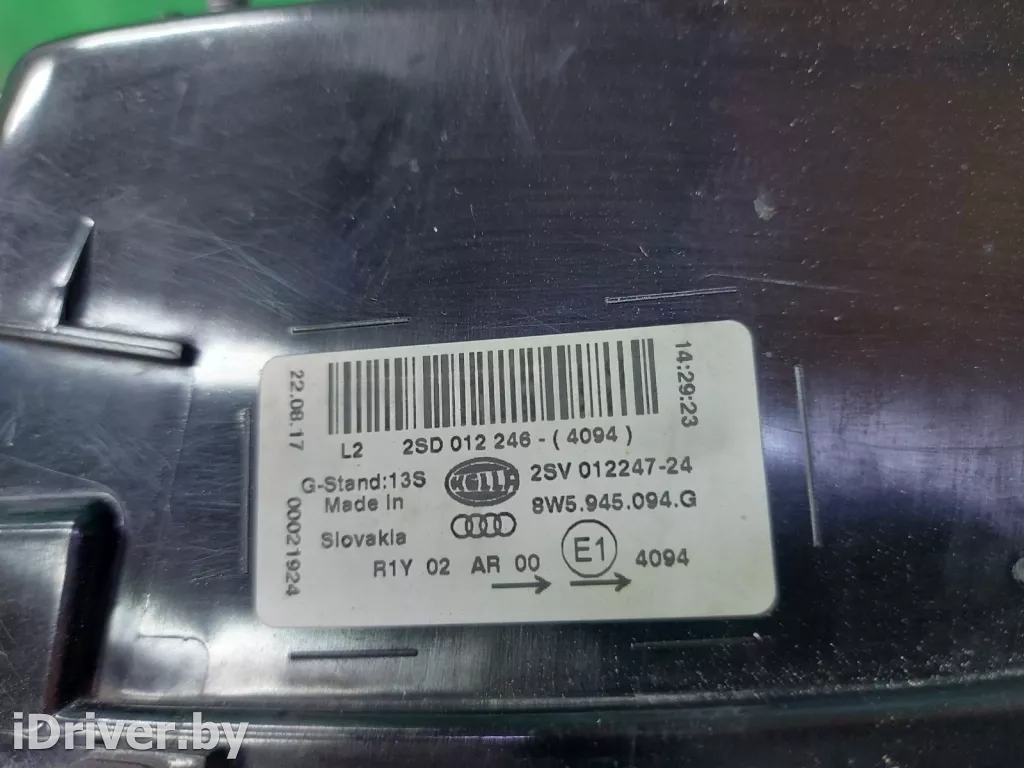 L2 2SD 012 246 - ( 4094 )
G-Stand:13S HELLA 2SV 012247-24
Made In 8W5.945.094.G
Slovakia
R1Y 02 AR 00 E1 4094
22.08.17 00021924
14:29:23
iDriver.by